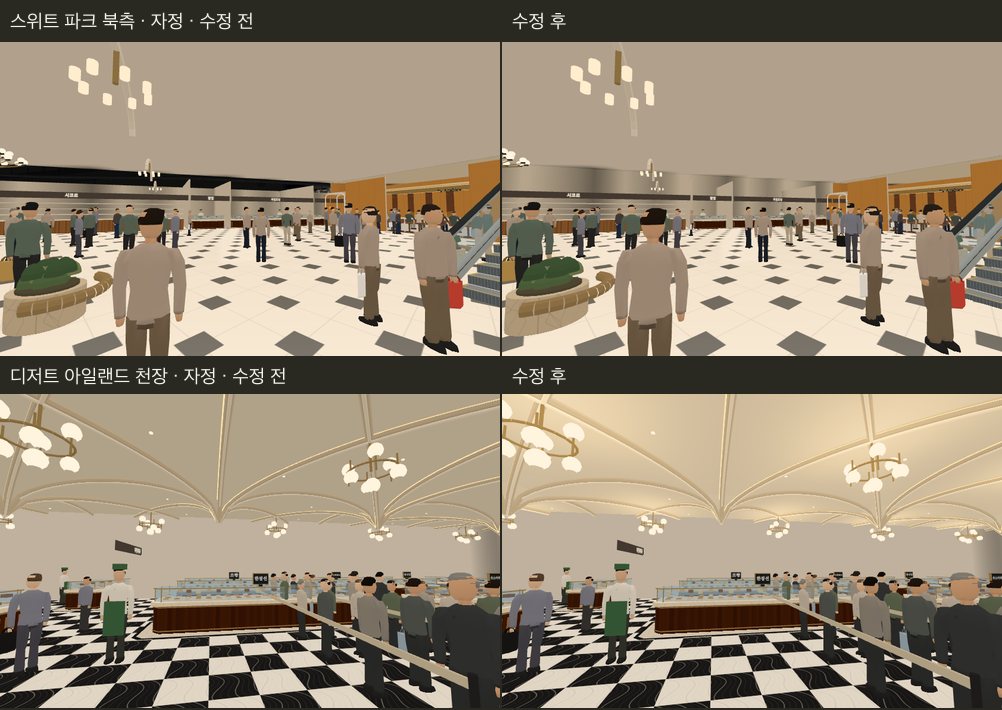 스위트 파크 북측 · 자정 · 수정 전
수정 후
디저트 아일랜드 천장 · 자정 · 수정 전
수정 후